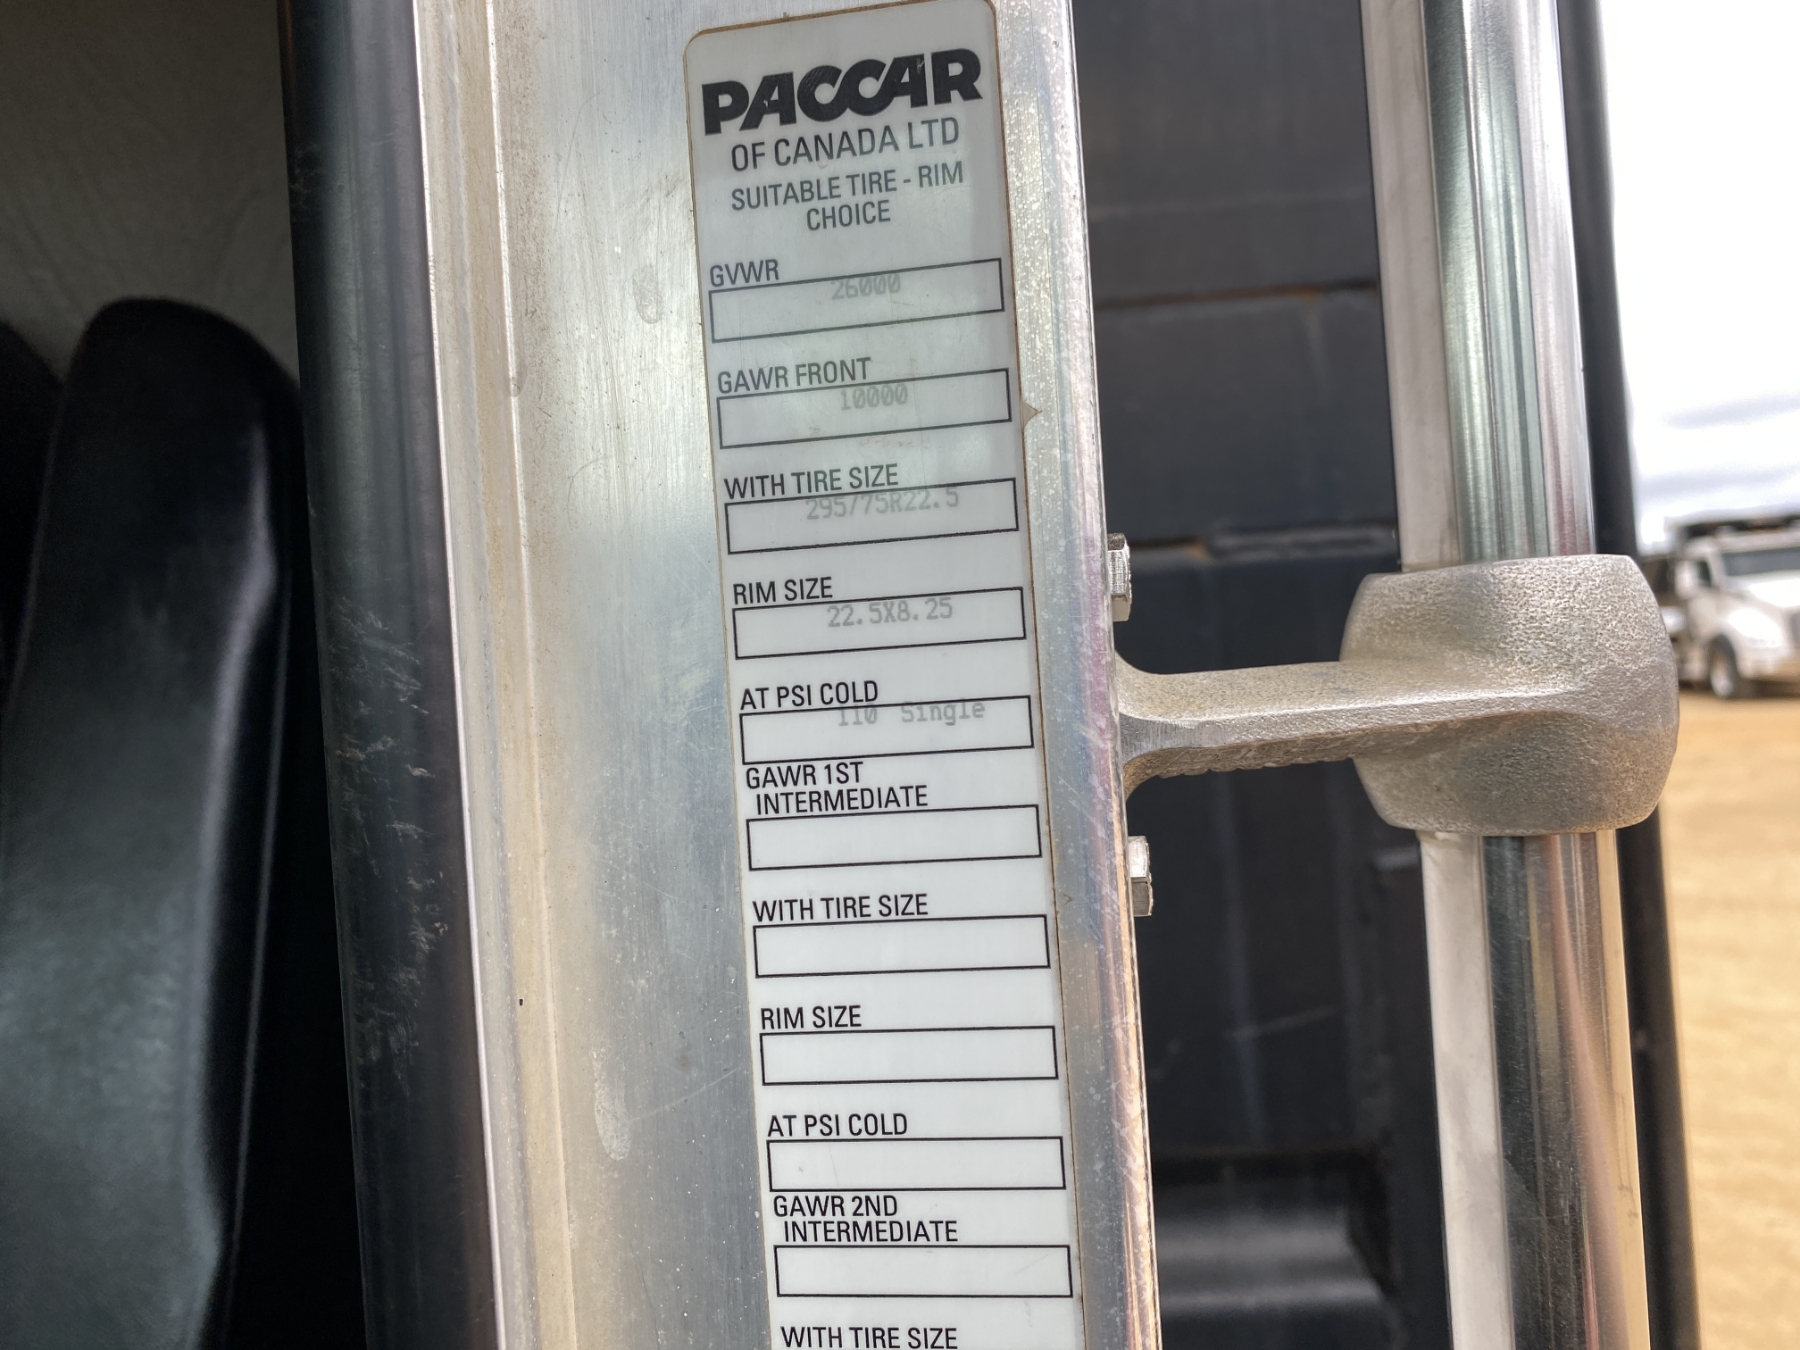 PACCAR
OF CANADA LTD
SUITABLE TIRE - RIM
CHOICE
GVWR
26000
GAWR FRONT
10000
WITH TIRE SIZE
295/75R22.5
RIM SIZE
22.5X8.25
AT PSI COLD
110 Single
GAWR 1ST
INTERMEDIATE
WITH TIRE SIZE
RIM SIZE
AT PSI COLD
GAWR 2ND
INTERMEDIATE
WITH TIRE SIZE